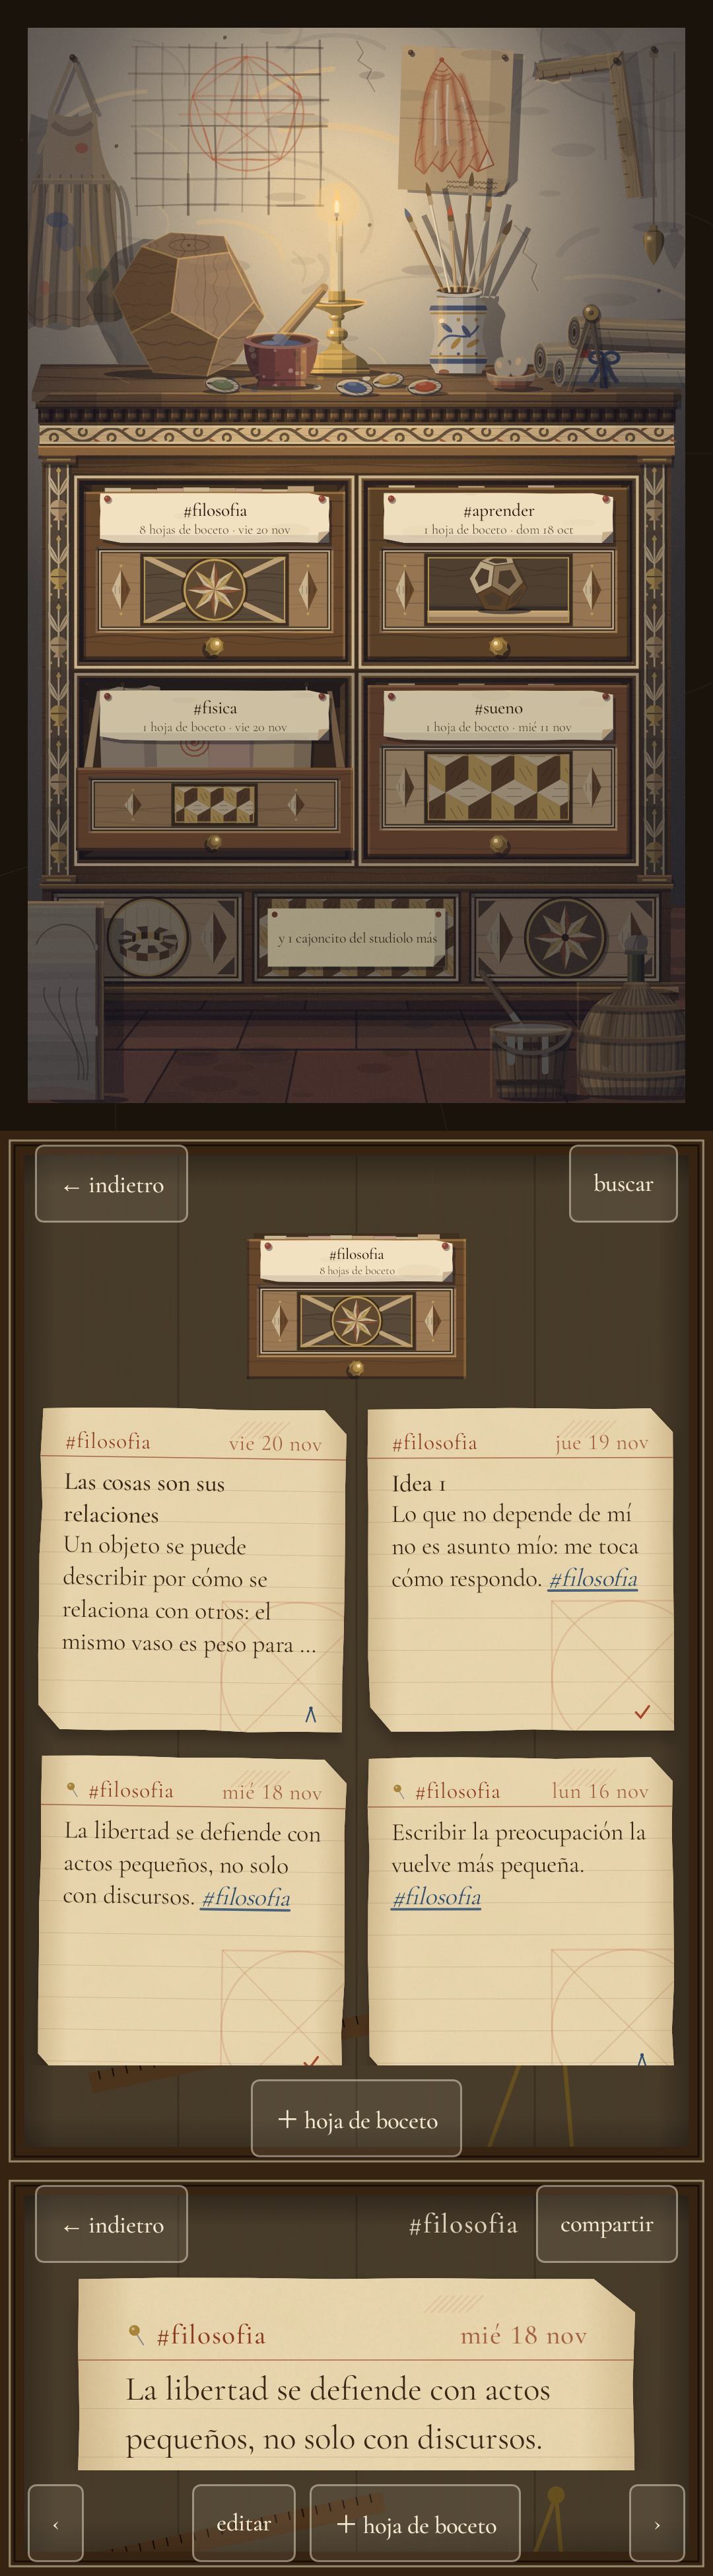 #filosofia
8 hojas de boceto · vie 20 nov
#aprender
1 hoja de boceto · dom 18 oct
#fisica
1 hoja de boceto · vie 20 nov
#sueno
1 hoja de boceto · mié 11 nov
y 1 cajoncito del studiolo más
← indietro
buscar
#filosofia
8 hojas de boceto
#filosofia vie 20 nov
Las cosas son sus
relaciones
Un objeto se puede
describir por cómo se
relaciona con otros: el
mismo vaso es peso para ...
#filosofia jue 19 nov
Idea 1
Lo que no depende de mí
no es asunto mío: me toca
cómo respondo. #filosofia
#filosofia mié 18 nov
La libertad se defiende con
actos pequeños, no solo
con discursos. #filosofia
#filosofia lun 16 nov
Escribir la preocupación la
vuelve más pequeña.
#filosofia
+ hoja de boceto
← indietro
#filosofia
compartir
#filosofia mié 18 nov
La libertad se defiende con actos
pequeños, no solo con discursos.
‹
editar
+ hoja de boceto
›